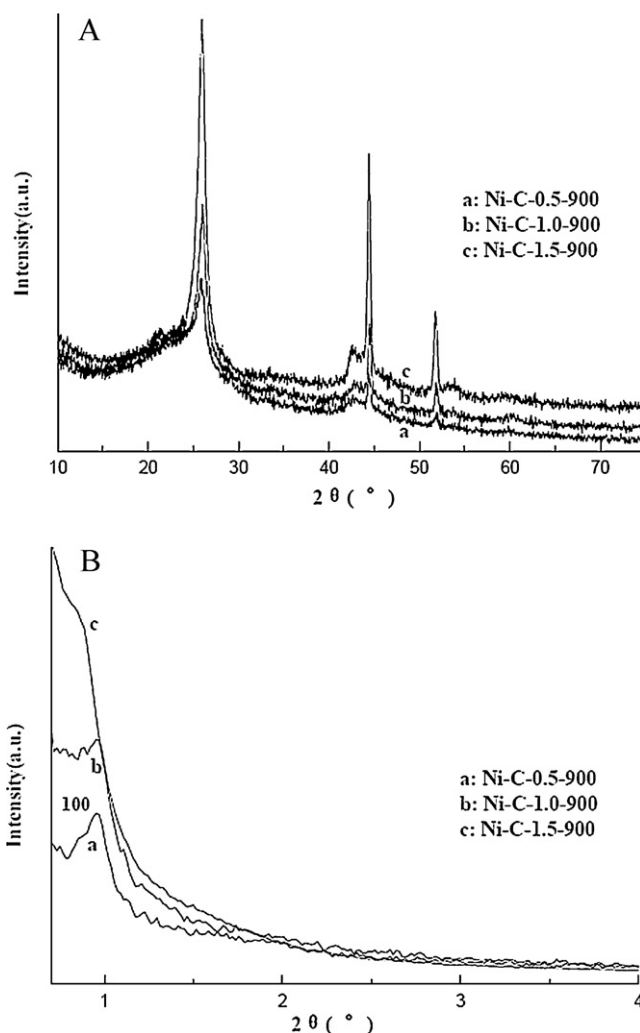 A
Intensity(a.u.)
a: Ni-C-0.5-900
b: Ni-C-1.0-900
c: Ni-C-1.5-900
c
b
a
10 20 30 40 50 60 70
2 θ ( ° )
B
Intensity(a.u.)
c
b
100
a
a: Ni-C-0.5-900
b: Ni-C-1.0-900
c: Ni-C-1.5-900
1 2 3 4
2 θ ( ° )